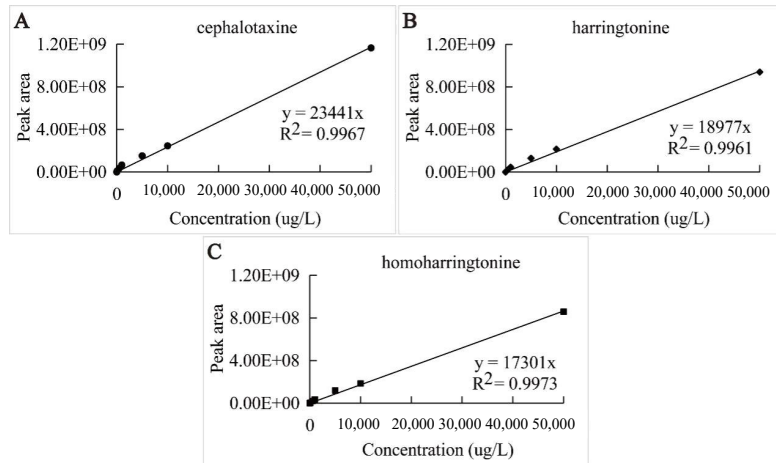 A
cephalotaxine
1.20E+09
8.00E+08
4.00E+08
0.00E+00
Peak area
y = 23441x
R2 = 0.9967
0 10,000 20,000 30,000 40,000 50,000
Concentration (ug/L)
B
harringtonine
1.20E+09
8.00E+08
4.00E+08
0.00E+00
Peak area
y = 18977x
R2 = 0.9961
0 10,000 20,000 30,000 40,000 50,000
Concentration (ug/L)
C
homoharringtonine
1.20E+09
8.00E+08
4.00E+08
0.00E+00
Peak area
y = 17301x
R2 = 0.9973
0 10,000 20,000 30,000 40,000 50,000
Concentration (ug/L)